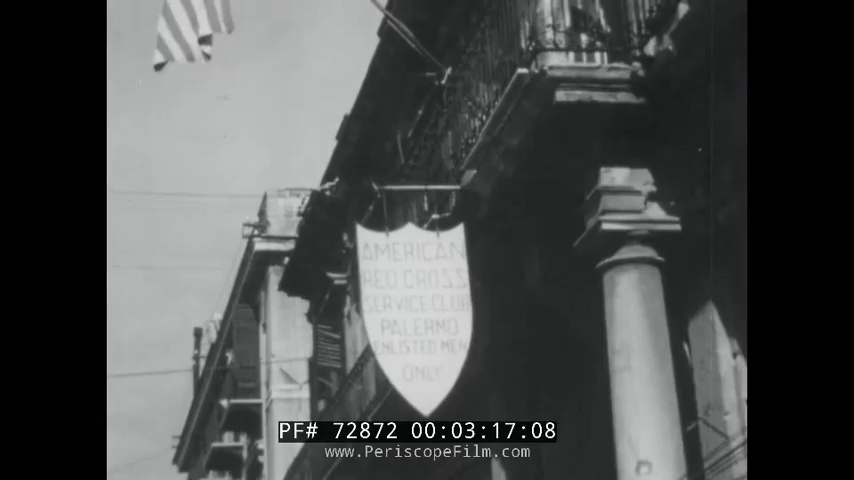 AMERICAN
RED CROSS
SERVICE CLUB
PALERMO
ENLISTED MEN
ONLY
PF# 72872 00:03:17:08
www.PeriscopeFilm.com